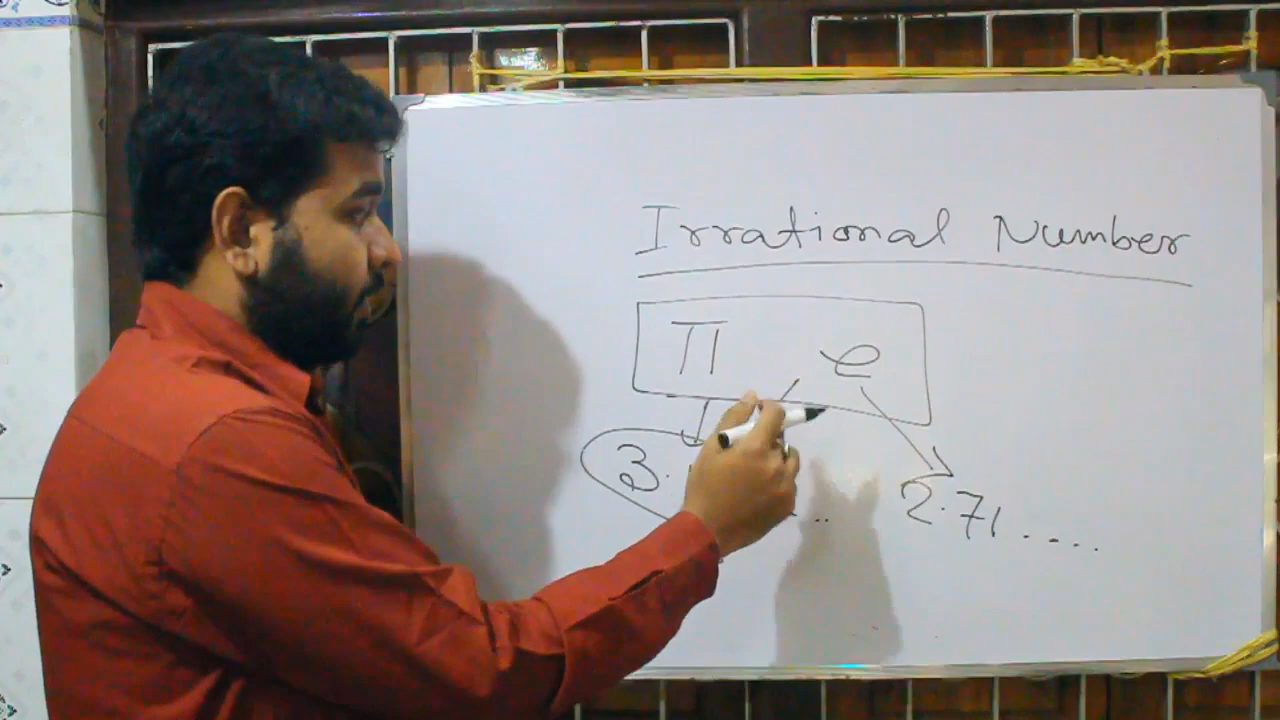 Irrational Number
π e
3. .. 2.71....